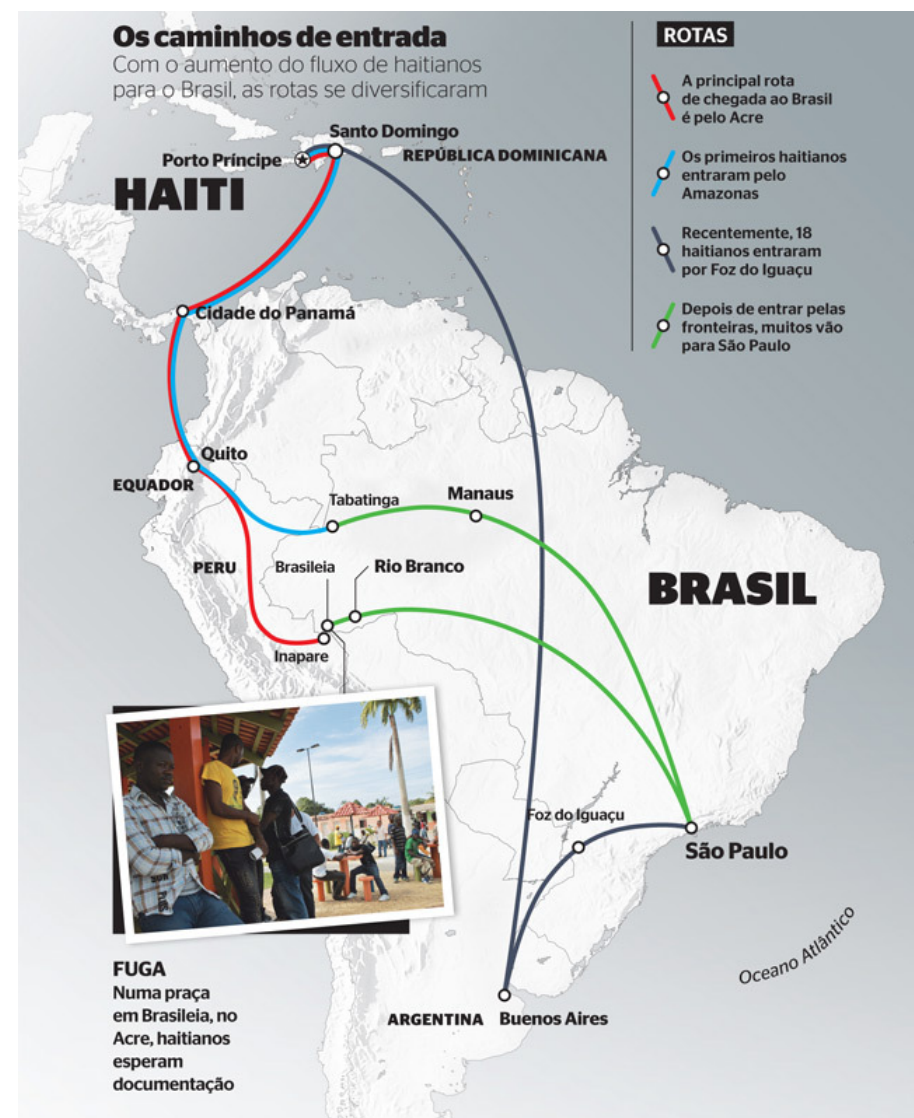 Os caminhos de entrada
Com o aumento do fluxo de haitianos
para o Brasil, as rotas se diversificaram
ROTAS
A principal rota
de chegada ao Brasil
é pelo Acre
Os primeiros haitianos
entraram pelo
Amazonas
Recentemente, 18
haitianos entraram
por Foz do Iguaçu
Depois de entrar pelas
fronteiras, muitos vão
para São Paulo
Santo Domingo
Porto Príncipe
REPÚBLICA DOMINICANA
HAITI
Cidade do Panamá
Quito
EQUADOR
Tabatinga
Manaus
PERU
Brasileia
Rio Branco
BRASIL
Inapare
Foz do Iguaçu
São Paulo
Oceano Atlântico
ARGENTINA
Buenos Aires
FUGA
Numa praça
em Brasileia, no
Acre, haitianos
esperam
documentação